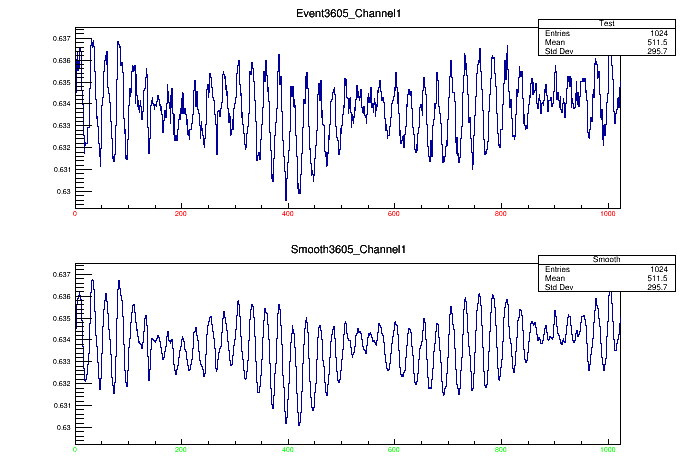 Event3605_Channel1
Test
Entries 1024
Mean 511.5
Std Dev 295.7
0.637
0.636
0.635
0.634
0.633
0.632
0.631
0.63
0 200 400 600 800 1000
Smooth3605_Channel1
Smooth
Entries 1024
Mean 511.5
Std Dev 295.7
0.637
0.636
0.635
0.634
0.633
0.632
0.631
0.63
0 200 400 600 800 1000